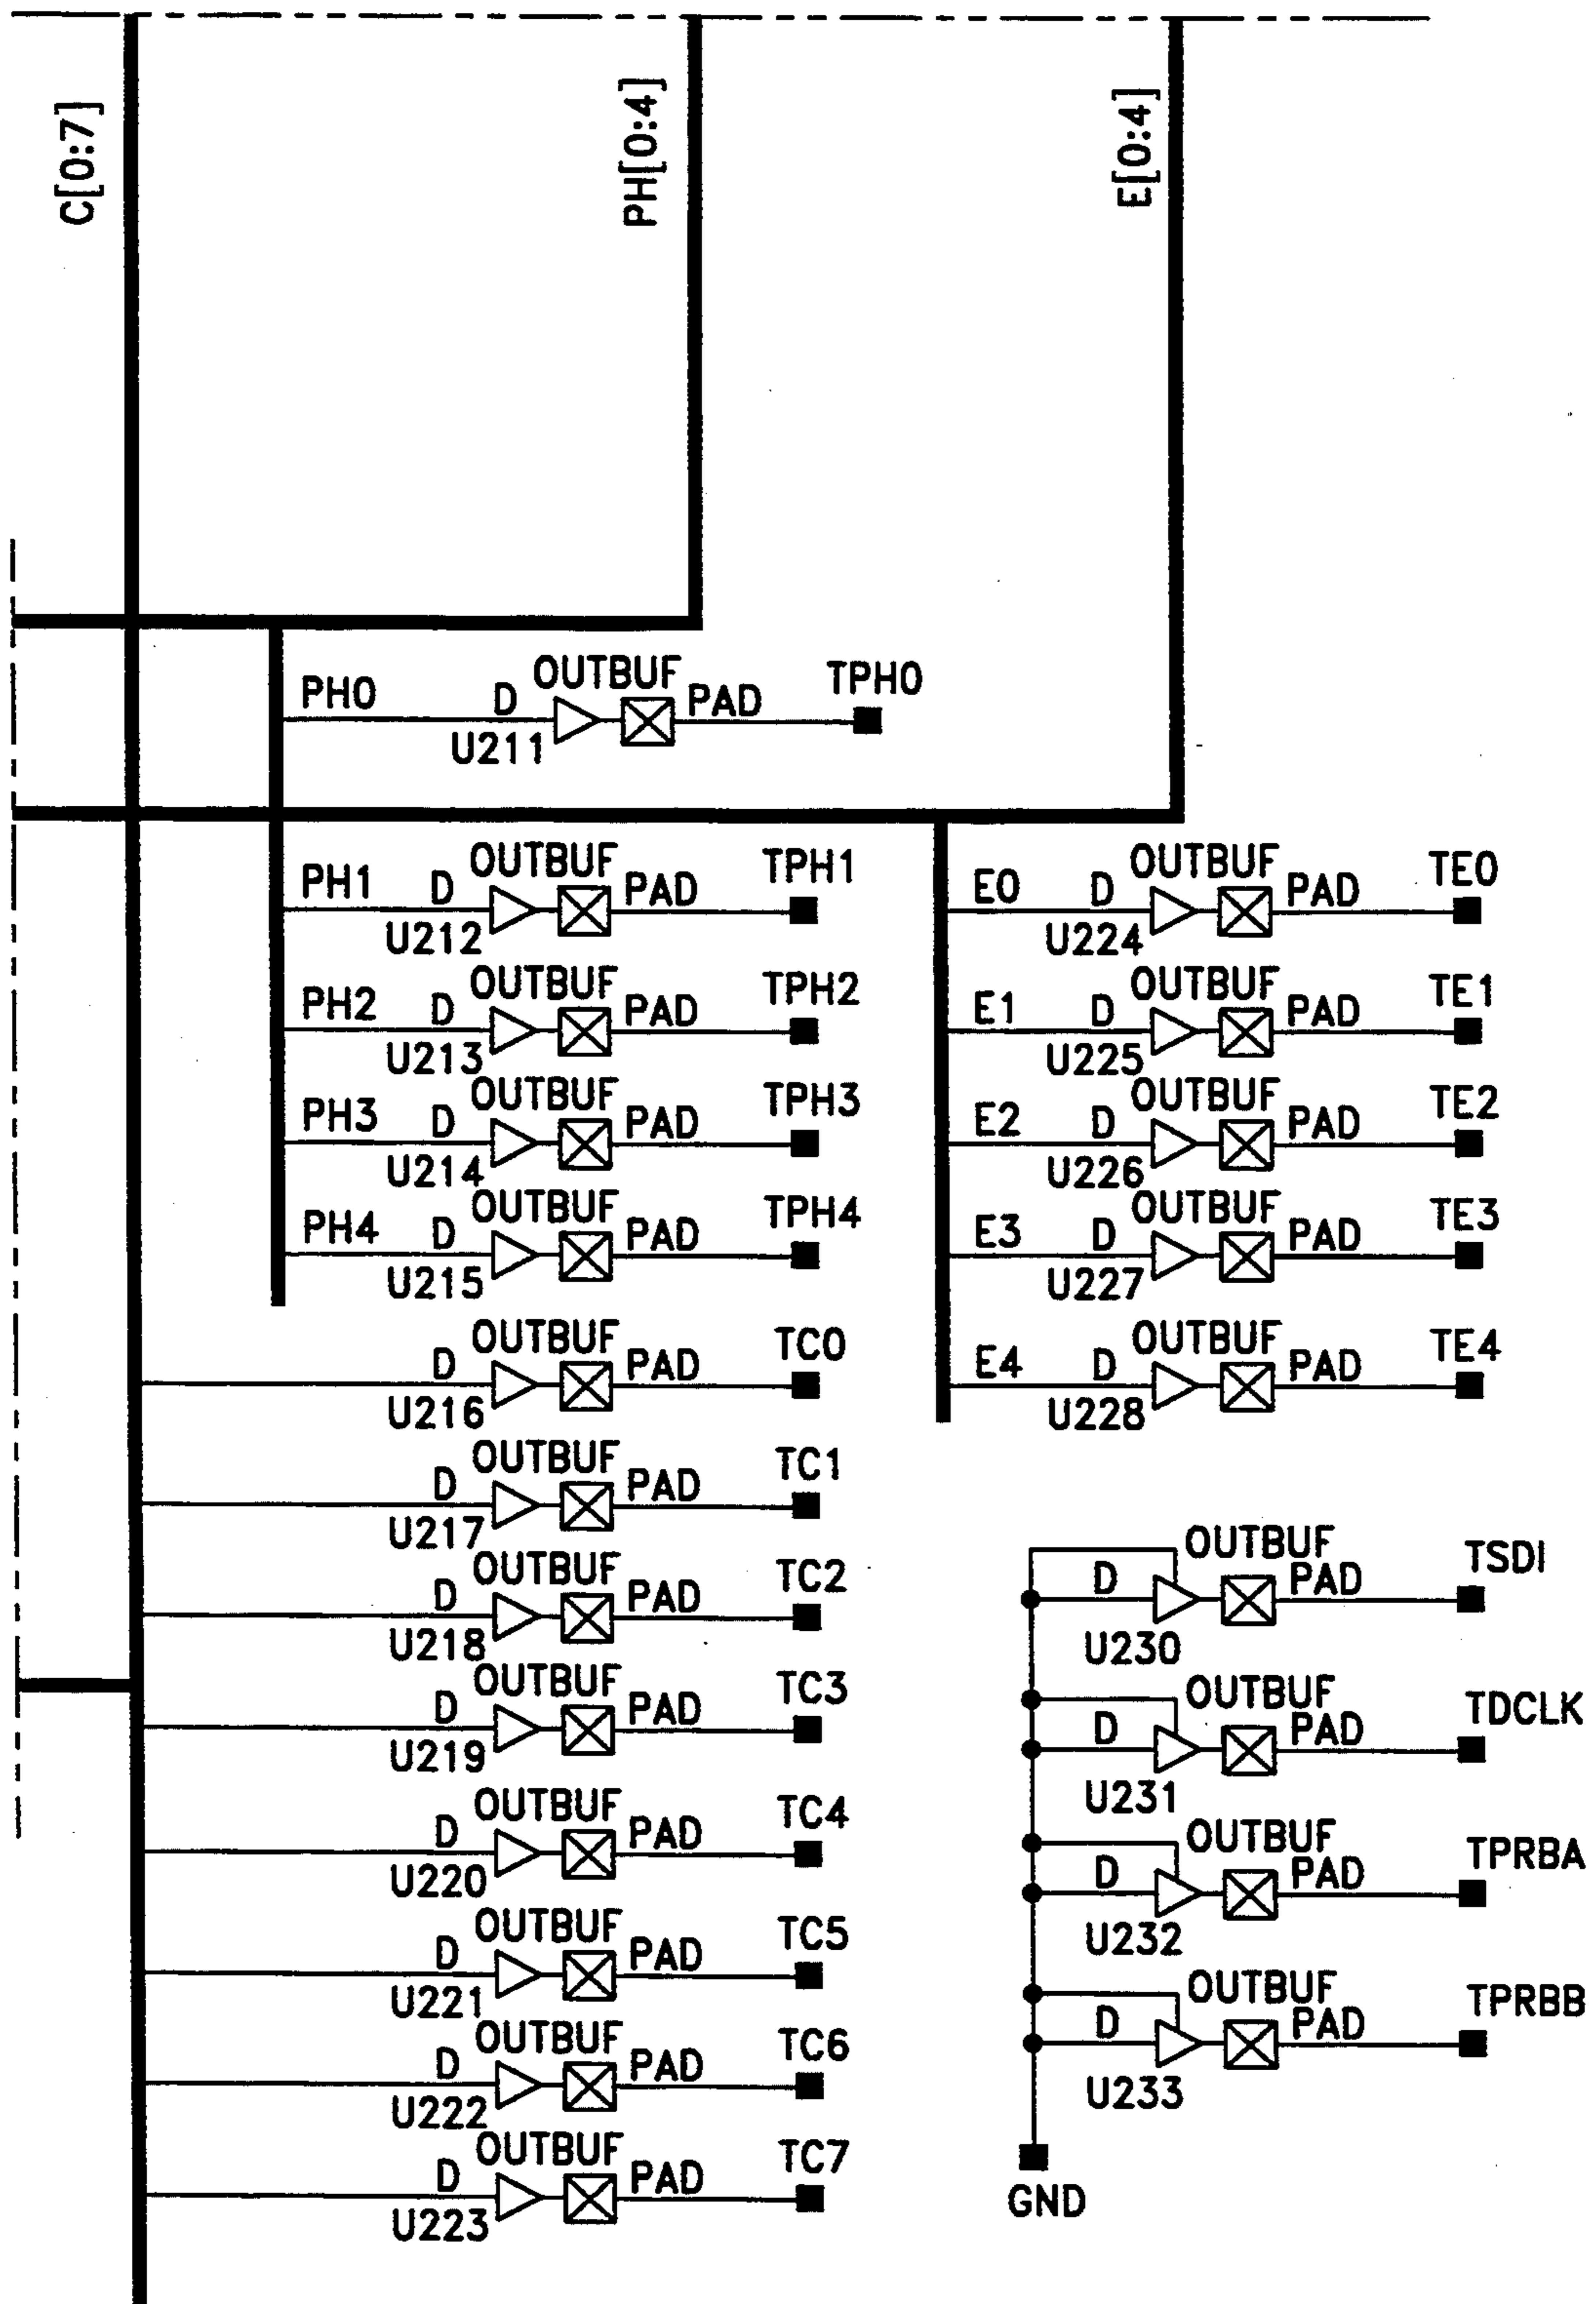 C[0:7]
PH[0:4]
E[0:4]
PH0 D OUTBUF PAD TPH0
U211
PH1 D OUTBUF PAD TPH1
U212
PH2 D OUTBUF PAD TPH2
U213
PH3 D OUTBUF PAD TPH3
U214
PH4 D OUTBUF PAD TPH4
U215
D OUTBUF PAD TC0
U216
D OUTBUF PAD TC1
U217
D OUTBUF PAD TC2
U218
D OUTBUF PAD TC3
U219
D OUTBUF PAD TC4
U220
D OUTBUF PAD TC5
U221
D OUTBUF PAD TC6
U222
D OUTBUF PAD TC7
U223
E0 D OUTBUF PAD TE0
U224
E1 D OUTBUF PAD TE1
U225
E2 D OUTBUF PAD TE2
U226
E3 D OUTBUF PAD TE3
U227
E4 D OUTBUF PAD TE4
U228
D OUTBUF PAD TSDI
U230
D OUTBUF PAD TDCLK
U231
D OUTBUF PAD TPRBA
U232
D OUTBUF PAD TPRBB
U233
GND